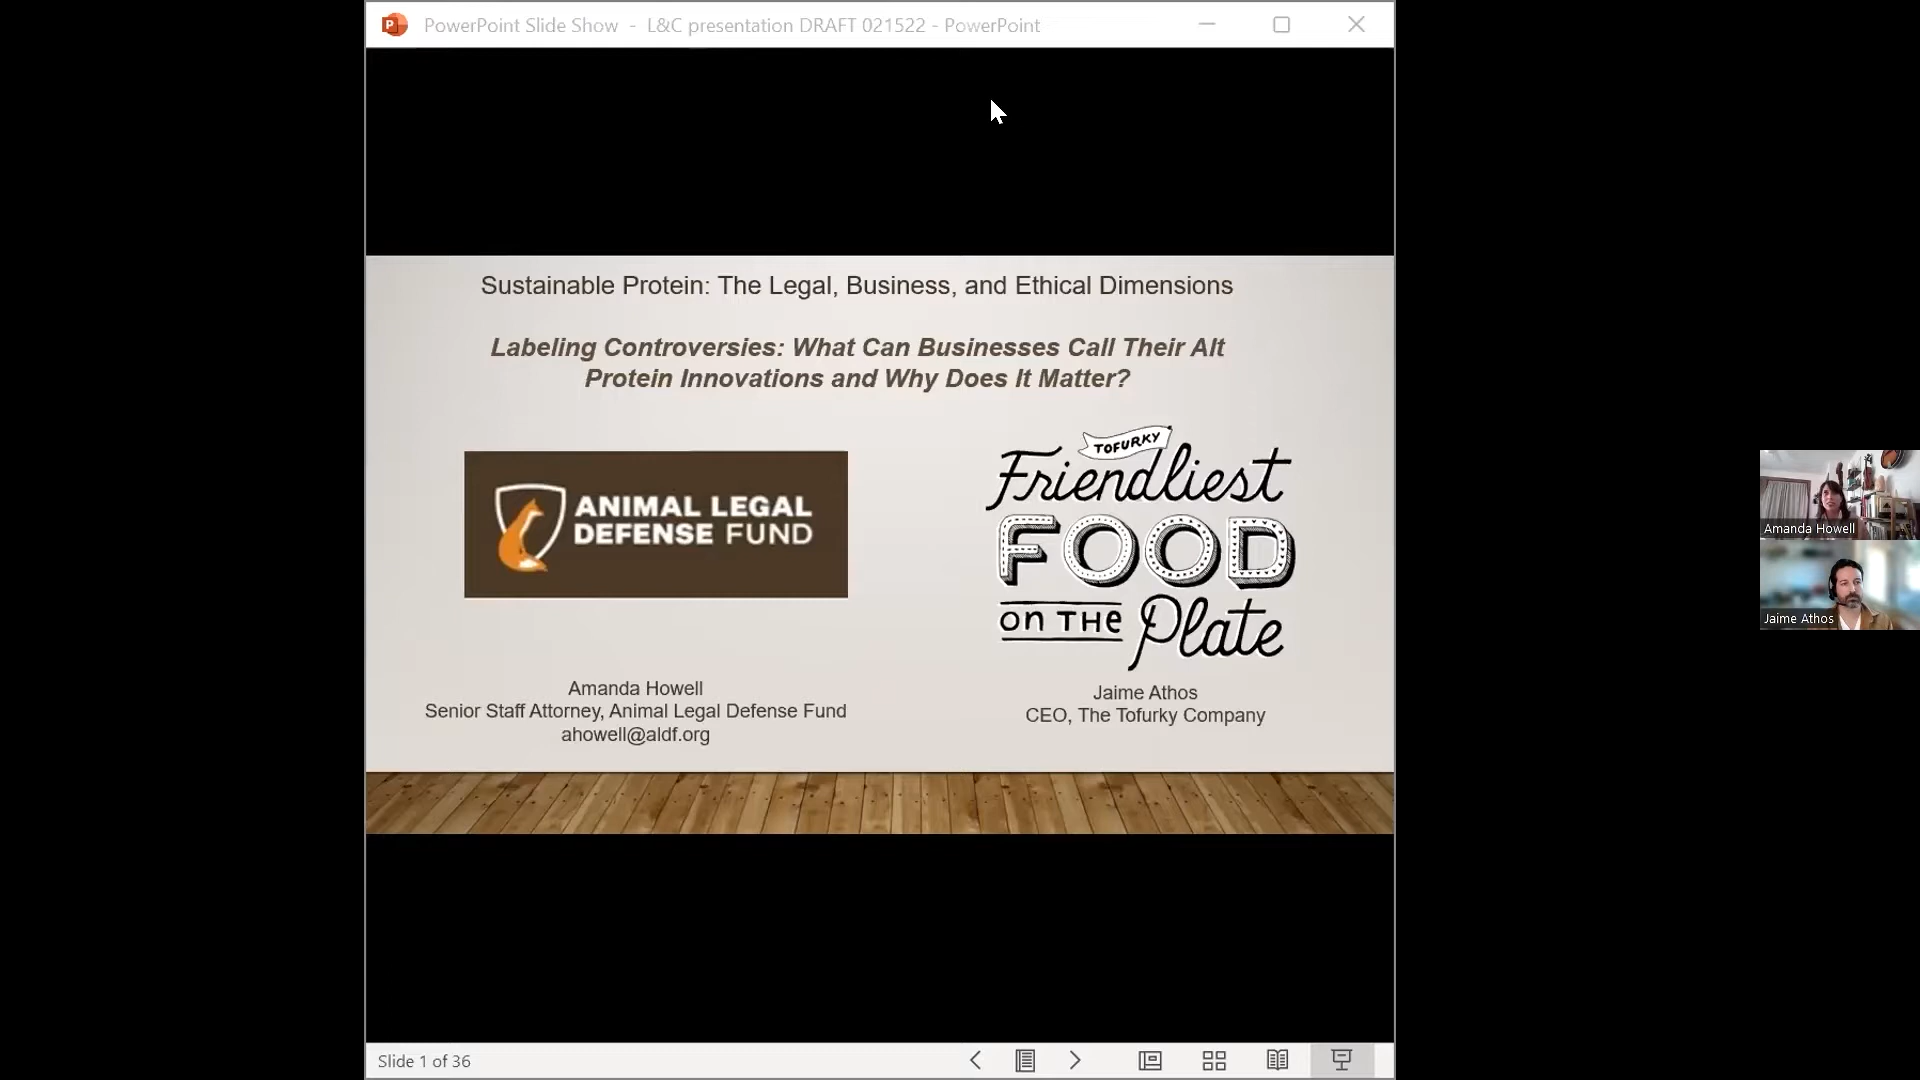 PowerPoint Slide Show - L&C presentation DRAFT 021522 - PowerPoint
Sustainable Protein: The Legal, Business, and Ethical Dimensions
Labeling Controversies: What Can Businesses Call Their Alt
Protein Innovations and Why Does It Matter?
ANIMAL LEGAL
DEFENSE FUND
TOFURKY
Friendliest
FOOD
on THe Plate
Amanda Howell
Senior Staff Attorney, Animal Legal Defense Fund
ahowell@aldf.org
Jaime Athos
CEO, The Tofurky Company
Amanda Howell
Jaime Athos
Slide 1 of 36